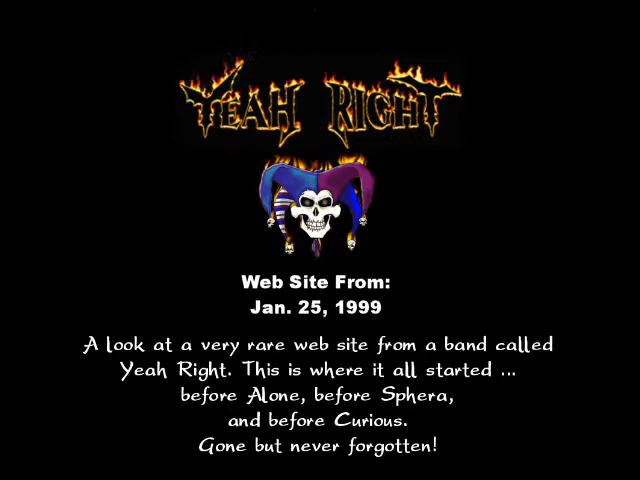 YEAH RIGHT
Web Site From:
Jan. 25, 1999
A look at a very rare web site from a band called
Yeah Right. This is where it all started ...
before Alone, before Sphera,
and before Curious.
Gone but never forgotten!